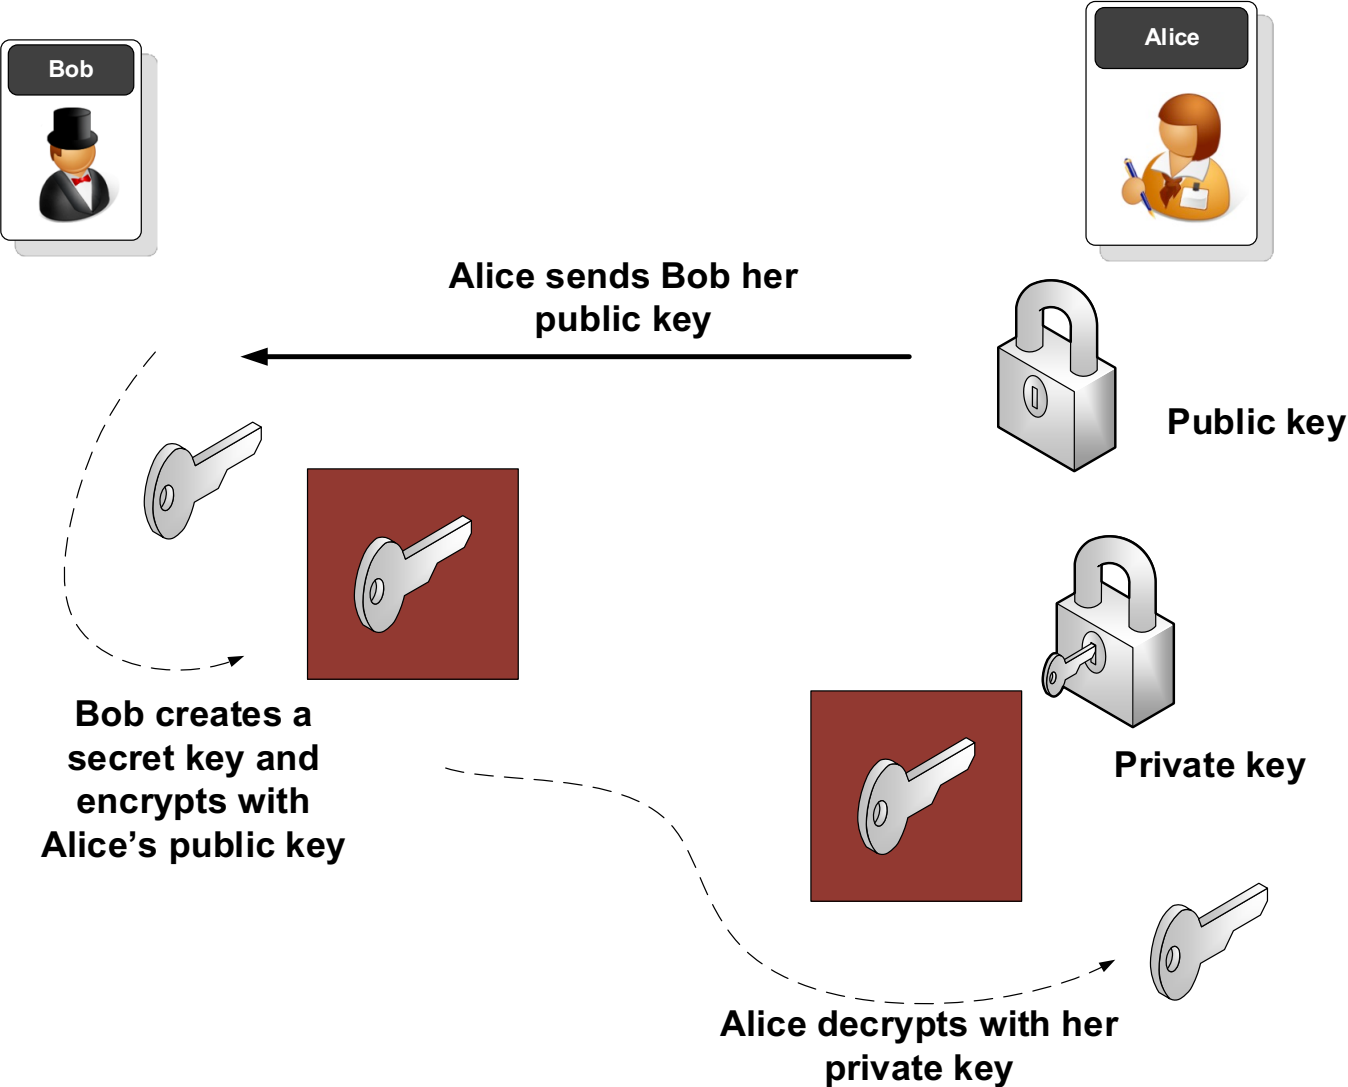 Bob
Alice
Alice sends Bob her
public key
Public key
Bob creates a
secret key and
encrypts with
Alice’s public key
Private key
Alice decrypts with her
private key